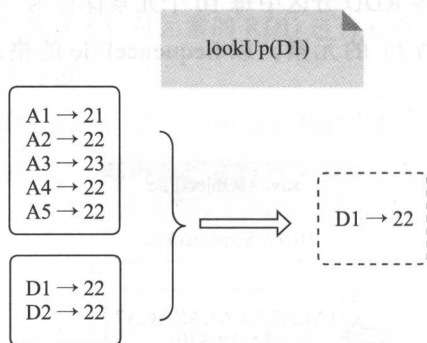 lookUp(D1)
A1 → 21
A2 → 22
A3 → 23
A4 → 22
A5 → 22
D1 → 22
D2 → 22
D1 → 22